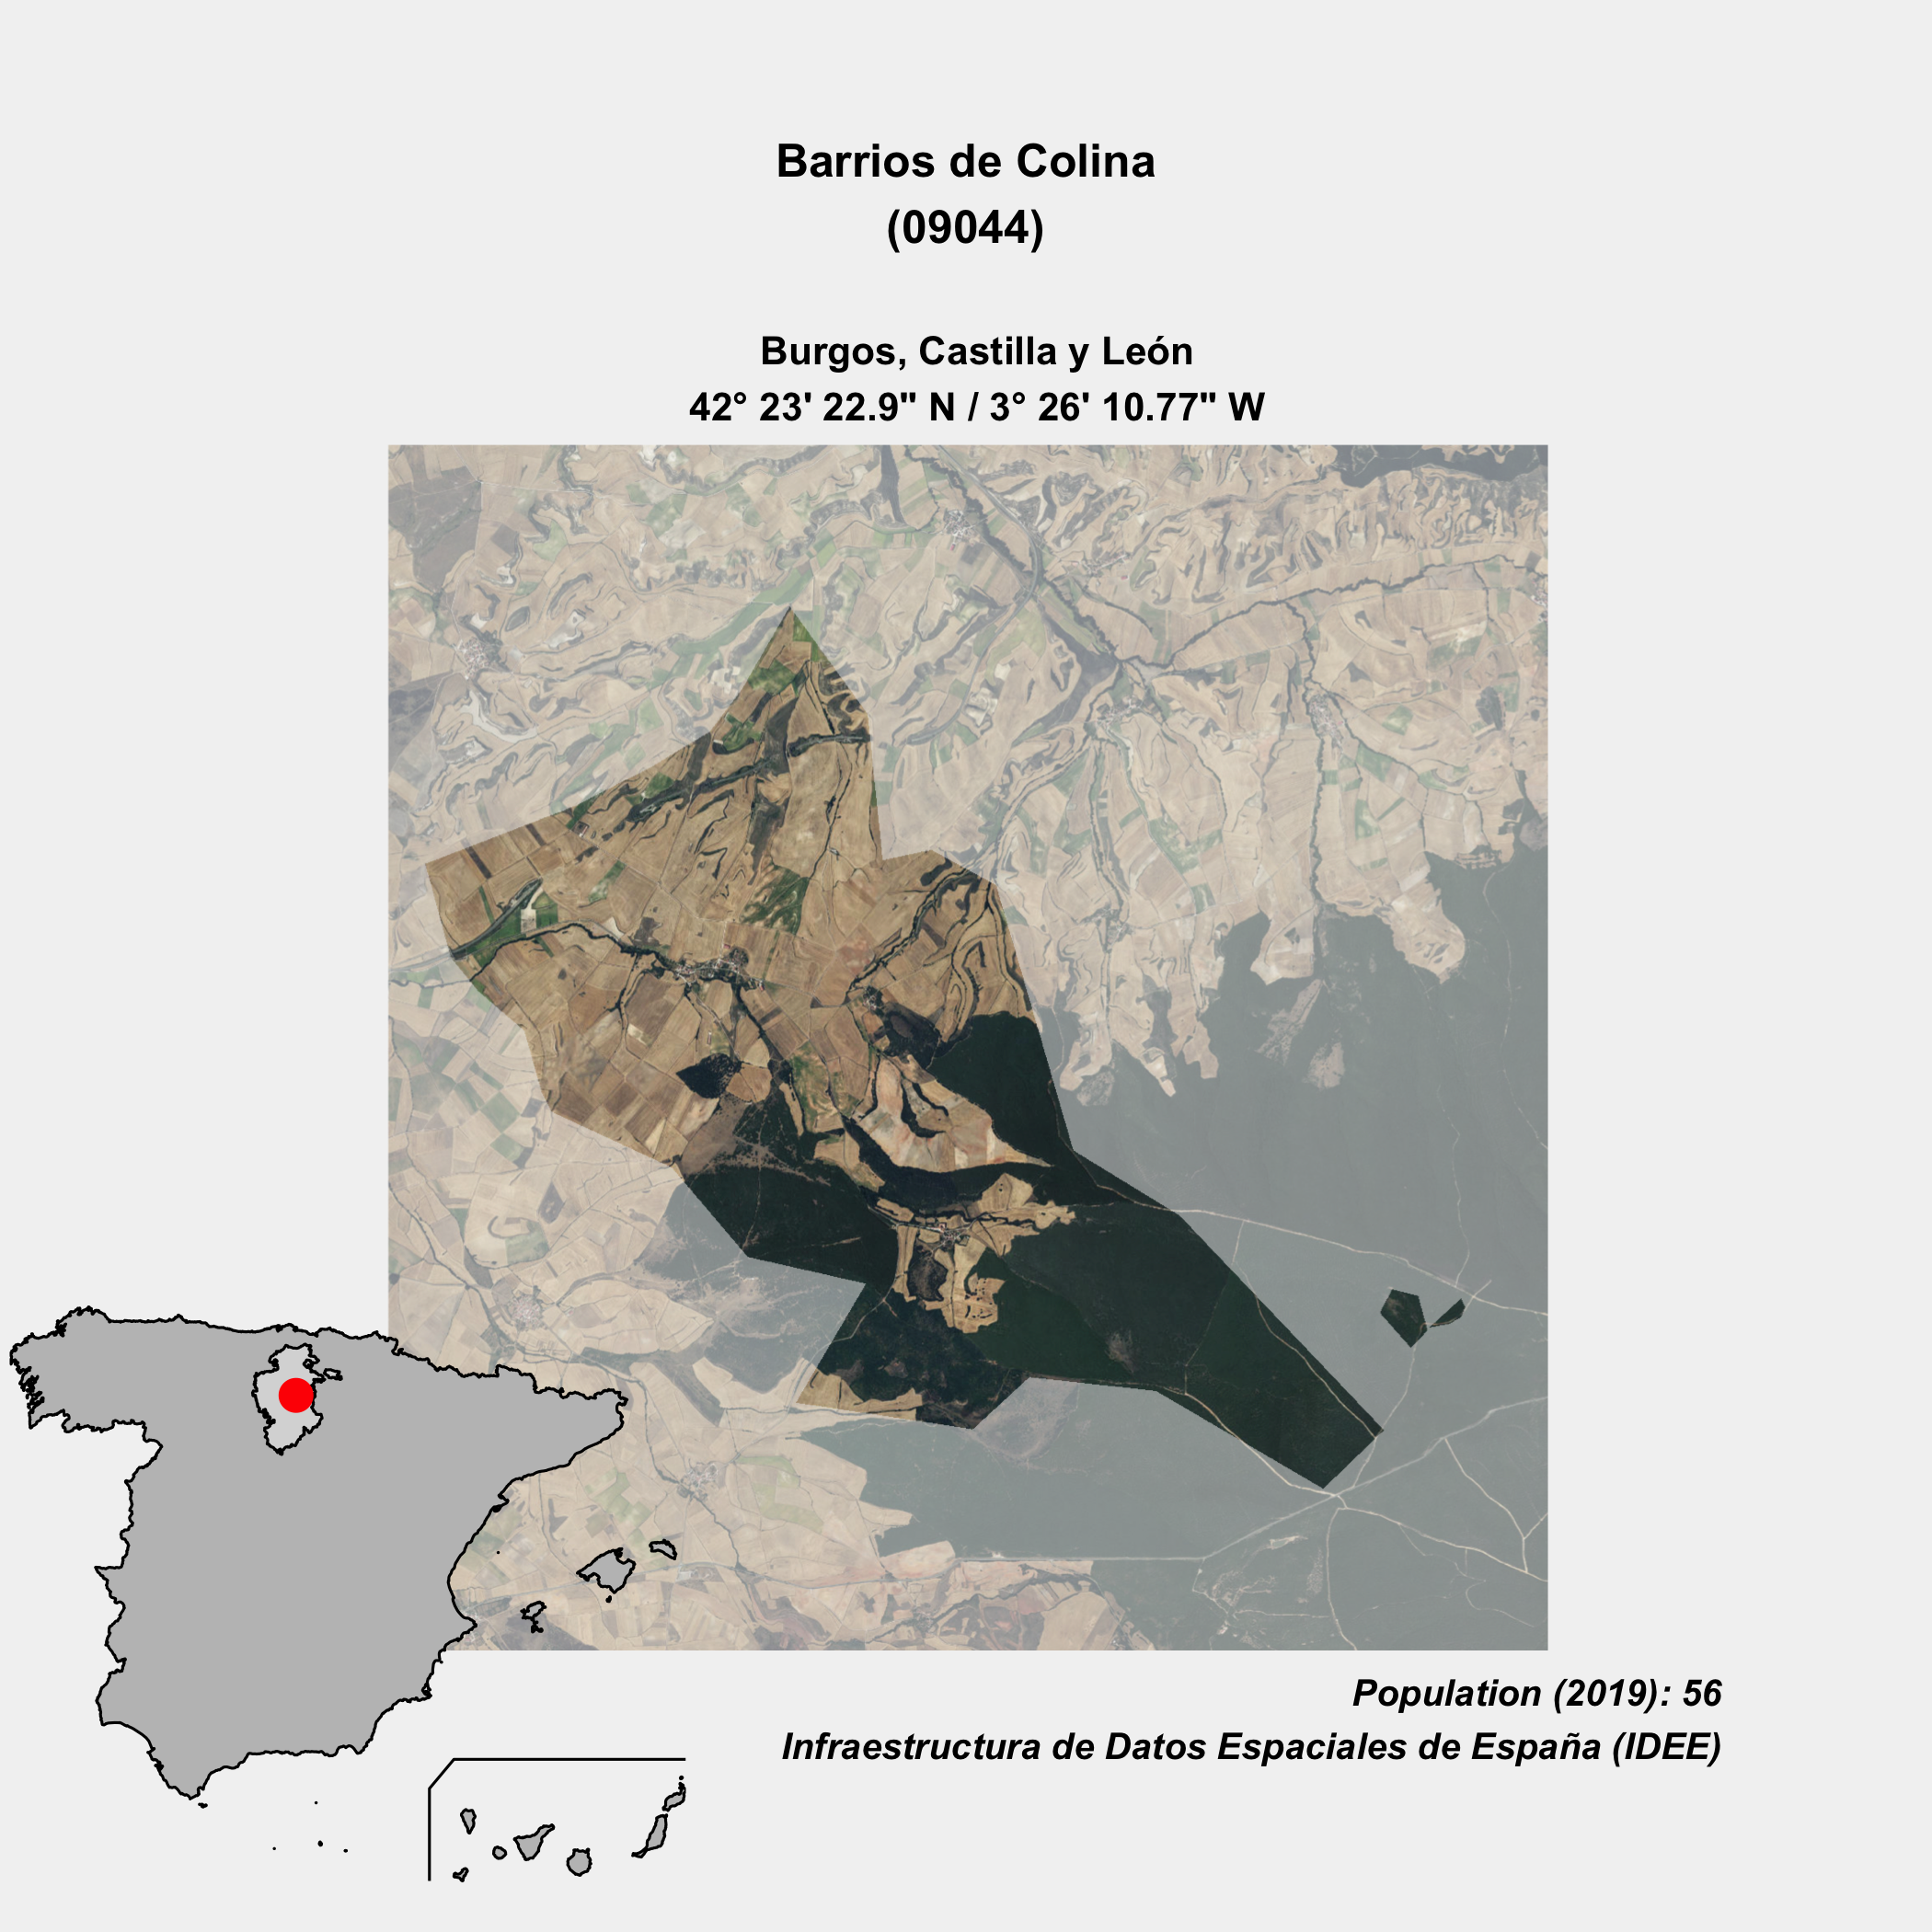 Barrios de Colina
(09044)
Burgos, Castilla y León
42° 23' 22.9" N / 3° 26' 10.77" W
Population (2019): 56
Infraestructura de Datos Espaciales de España (IDEE)